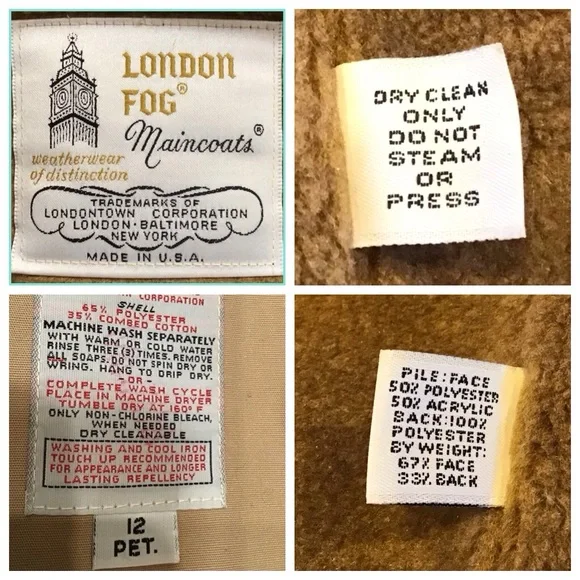 LONDON
FOG®
Maincoats®
weatherwear
of distinction
TRADEMARKS OF
LONDONTOWN CORPORATION
LONDON·BALTIMORE
NEW YORK
MADE IN U.S.A.
DRY CLEAN
ONLY
DO NOT
STEAM
OR
PRESS
CORPORATION
SHELL
65% POLYESTER
35% COMBED COTTON
MACHINE WASH SEPARATELY
WITH WARM OR COLD WATER
RINSE THREE (3) TIMES. REMOVE
ALL SOAPS. DO NOT SPIN DRY OR
WRING. HANG TO DRIP DRY.
-OR-
COMPLETE WASH CYCLE
PLACE IN MACHINE DRYER
TUMBLE DRY AT 160° F
ONLY NON-CHLORINE BLEACH,
WHEN NEEDED
DRY CLEANABLE
WASHING AND COOL IRON
TOUCH UP RECOMMENDED
FOR APPEARANCE AND LONGER
LASTING REPELLENCY
12
PET.
PILE: FACE
50% POLYESTER
50% ACRYLIC
BACK: 100%
POLYESTER
BY WEIGHT:
67% FACE
33% BACK